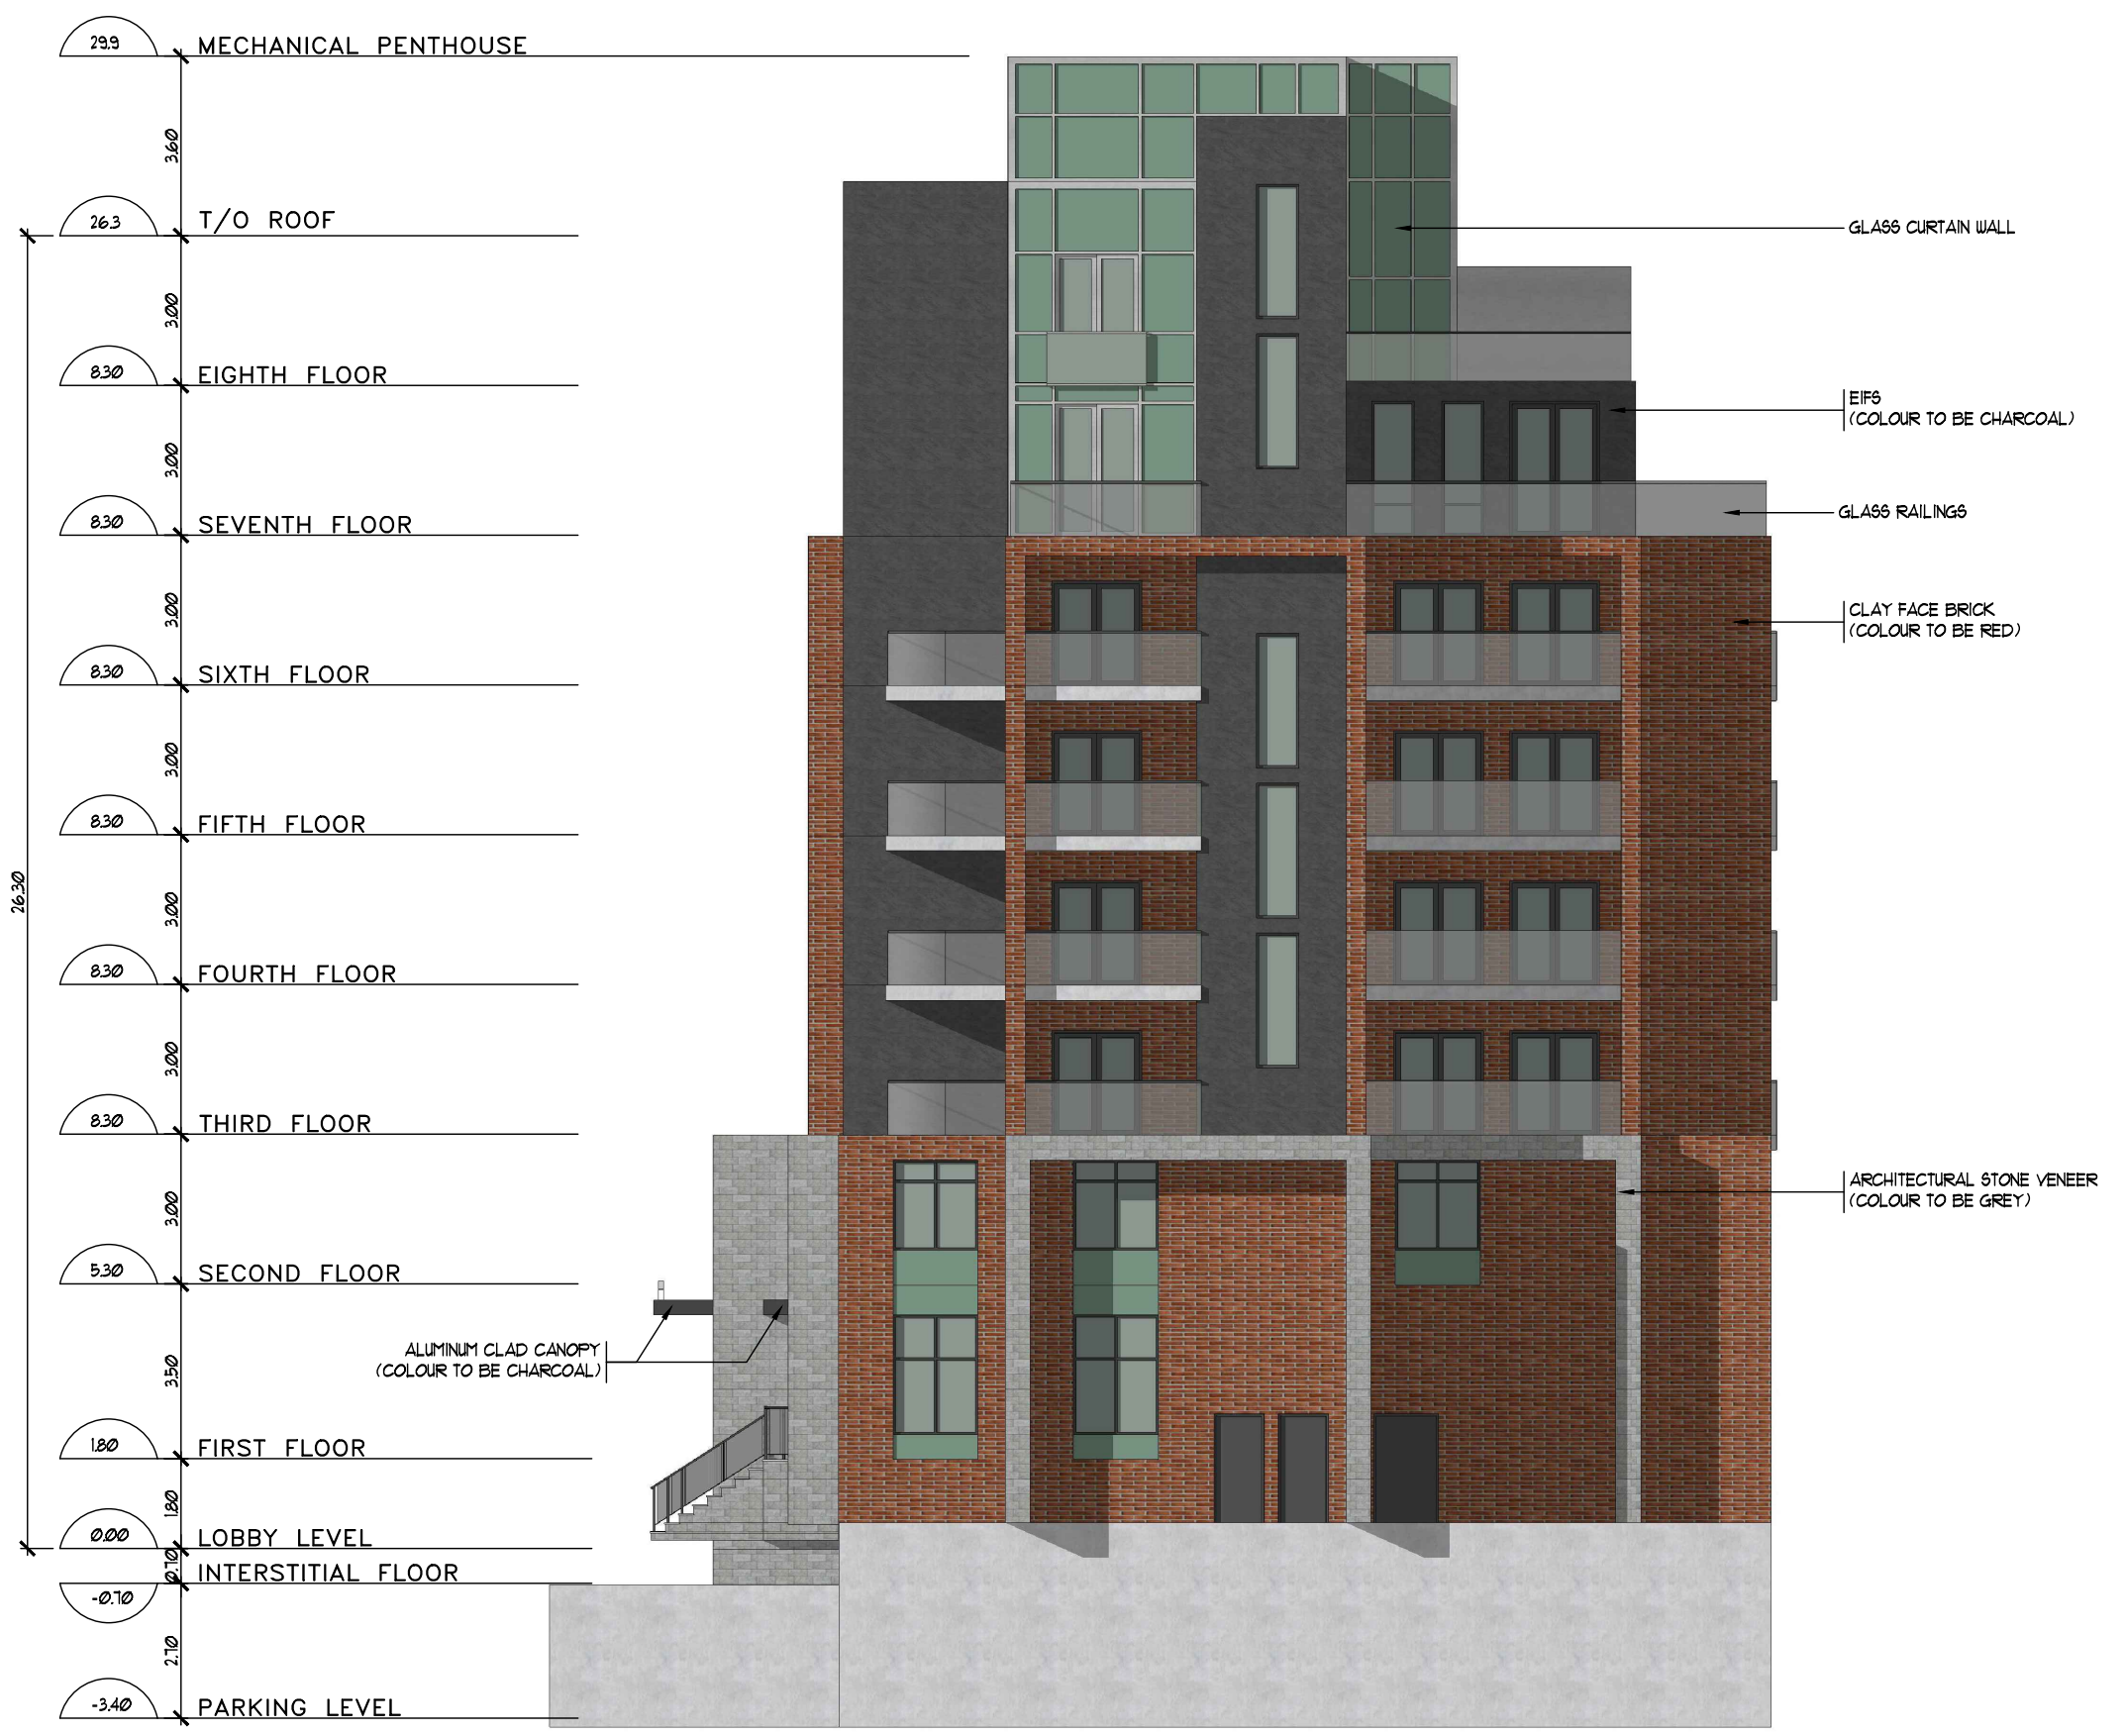 29.9 MECHANICAL PENTHOUSE
3.60
26.3 T/O ROOF
GLASS CURTAIN WALL
3.00
8.30 EIGHTH FLOOR
EIFS
(COLOUR TO BE CHARCOAL)
3.00
8.30 SEVENTH FLOOR
GLASS RAILINGS
3.00
CLAY FACE BRICK
(COLOUR TO BE RED)
8.30 SIXTH FLOOR
3.00
8.30 FIFTH FLOOR
26.30
3.00
8.30 FOURTH FLOOR
3.00
8.30 THIRD FLOOR
ARCHITECTURAL STONE VENEER
(COLOUR TO BE GREY)
3.00
5.30 SECOND FLOOR
ALUMINUM CLAD CANOPY
(COLOUR TO BE CHARCOAL)
3.50
1.80 FIRST FLOOR
1.80
0.00 LOBBY LEVEL
0.70
INTERSTITIAL FLOOR
-0.70
2.70
-3.40 PARKING LEVEL